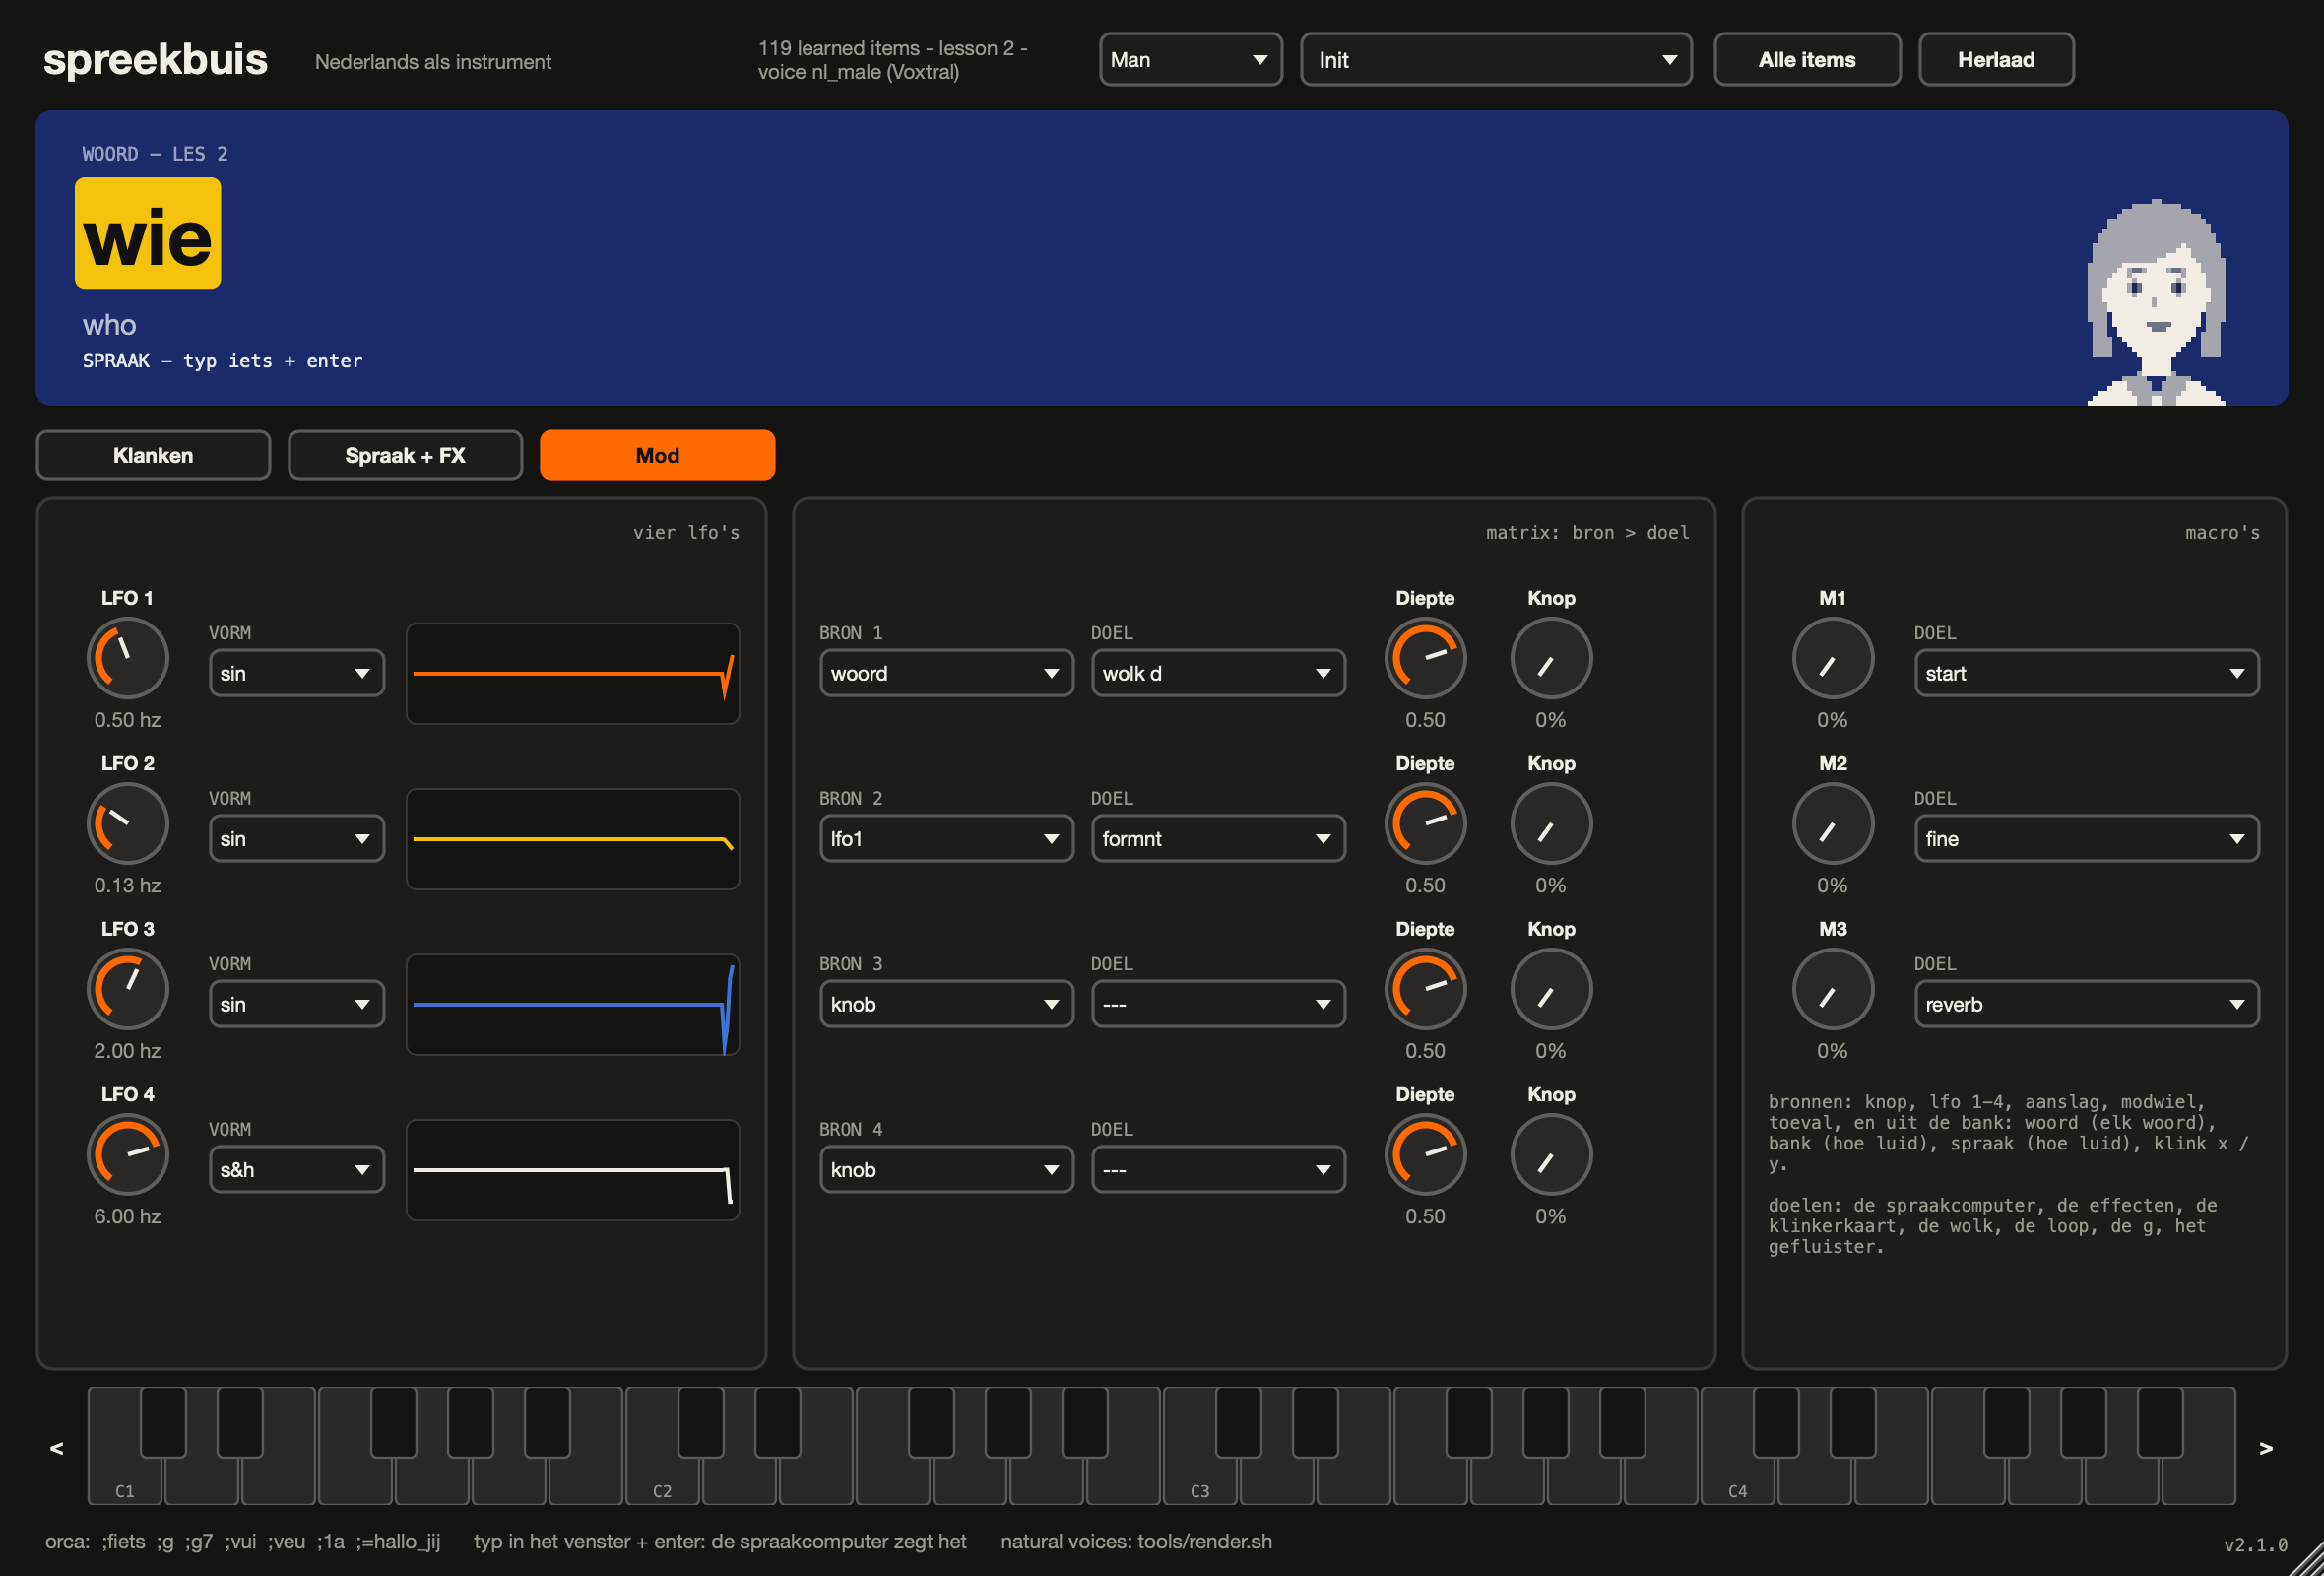 spreekbuis
Nederlands als instrument
119 learned items - lesson 2 -
voice nl_male (Voxtral)
Man
Init
Alle items
Herlaad
WOORD – LES 2
wie
who
SPRAAK – typ iets + enter
Klanken
Spraak + FX
Mod
vier lfo's
LFO 1
VORM
sin
0.50 hz
LFO 2
VORM
sin
0.13 hz
LFO 3
VORM
sin
2.00 hz
LFO 4
VORM
s&h
6.00 hz
matrix: bron > doel
BRON 1
woord
DOEL
wolk d
Diepte
0.50
Knop
0%
BRON 2
lfo1
DOEL
formnt
Diepte
0.50
Knop
0%
BRON 3
knob
DOEL
---
Diepte
0.50
Knop
0%
BRON 4
knob
DOEL
---
Diepte
0.50
Knop
0%
macro's
M1
0%
DOEL
start
M2
0%
DOEL
fine
M3
0%
DOEL
reverb
bronnen: knop, lfo 1–4, aanslag, modwiel,
toeval, en uit de bank: woord (elk woord),
bank (hoe luid), spraak (hoe luid), klink x /
y.
doelen: de spraakcomputer, de effecten, de
klinkerkaart, de wolk, de loop, de g, het
gefluister.
<
C1
C2
C3
C4
>
orca: ;fiets ;g ;g7 ;vui ;veu ;1a ;=hallo_jij
typ in het venster + enter: de spraakcomputer zegt het
natural voices: tools/render.sh
v2.1.0